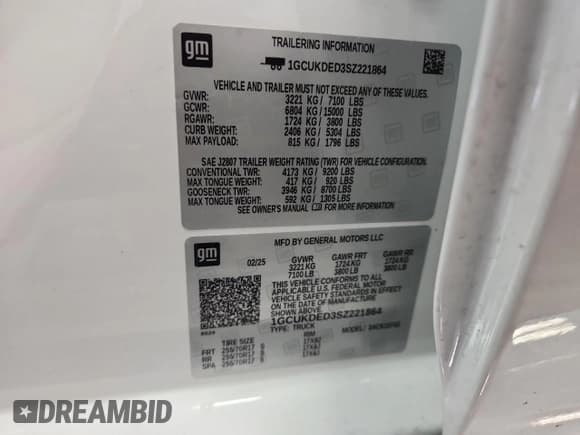 gm
TRAILERING INFORMATION
1GCUKDED3SZ221864
VEHICLE AND TRAILER MUST NOT EXCEED ANY OF THESE VALUES:
GVWR: 3221 KG / 7100 LBS
GCWR: 6804 KG / 15000 LBS
RGAWR: 1724 KG / 3800 LBS
CURB WEIGHT: 2406 KG / 5304 LBS
MAX PAYLOAD: 815 KG / 1796 LBS
SAE J2807 TRAILER WEIGHT RATING (TWR) FOR VEHICLE CONFIGURATION:
CONVENTIONAL TWR: 4173 KG / 9200 LBS
MAX TONGUE WEIGHT: 417 KG / 920 LBS
GOOSENECK TWR: 3946 KG / 8700 LBS
MAX TONGUE WEIGHT: 592 KG / 1305 LBS
SEE OWNER'S MANUAL FOR MORE INFORMATION
gm
MFD BY GENERAL MOTORS LLC
02/25 GVWR GAWR FRT GAWR RR
3221 KG 1724 KG 1724 KG
7100 LB 3800 LB 3800 LB
THIS VEHICLE CONFORMS TO ALL
APPLICABLE U.S. FEDERAL MOTOR
VEHICLE SAFETY STANDARDS IN EFFECT
ON THE DATE OF MANUFACTURE
SHOWN ABOVE.
1GCUKDED3SZ221864
TYPE: TRUCK MODEL:
TIRE SIZE RIM
FRT 255/70R17
RR 255/70R17
SPA 255/70R17
DREAMBID